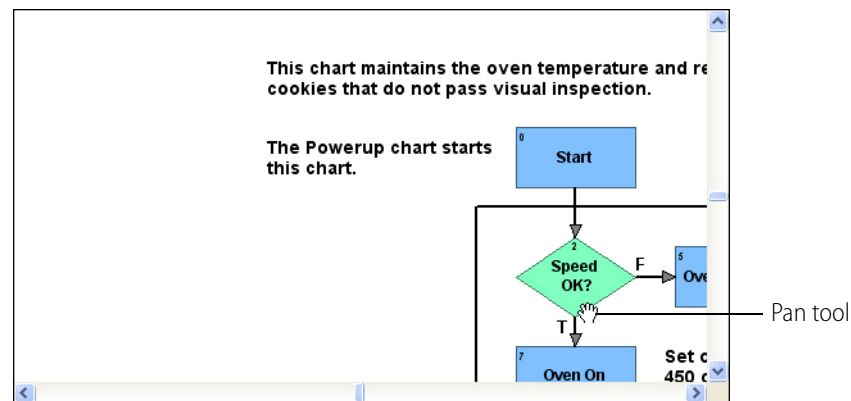 This chart maintains the oven temperature and re
cookies that do not pass visual inspection.
The Powerup chart starts
this chart.
0
Start
2
Speed
OK?
F
5
Ove
Pan tool
T
7
Oven On
Set
450